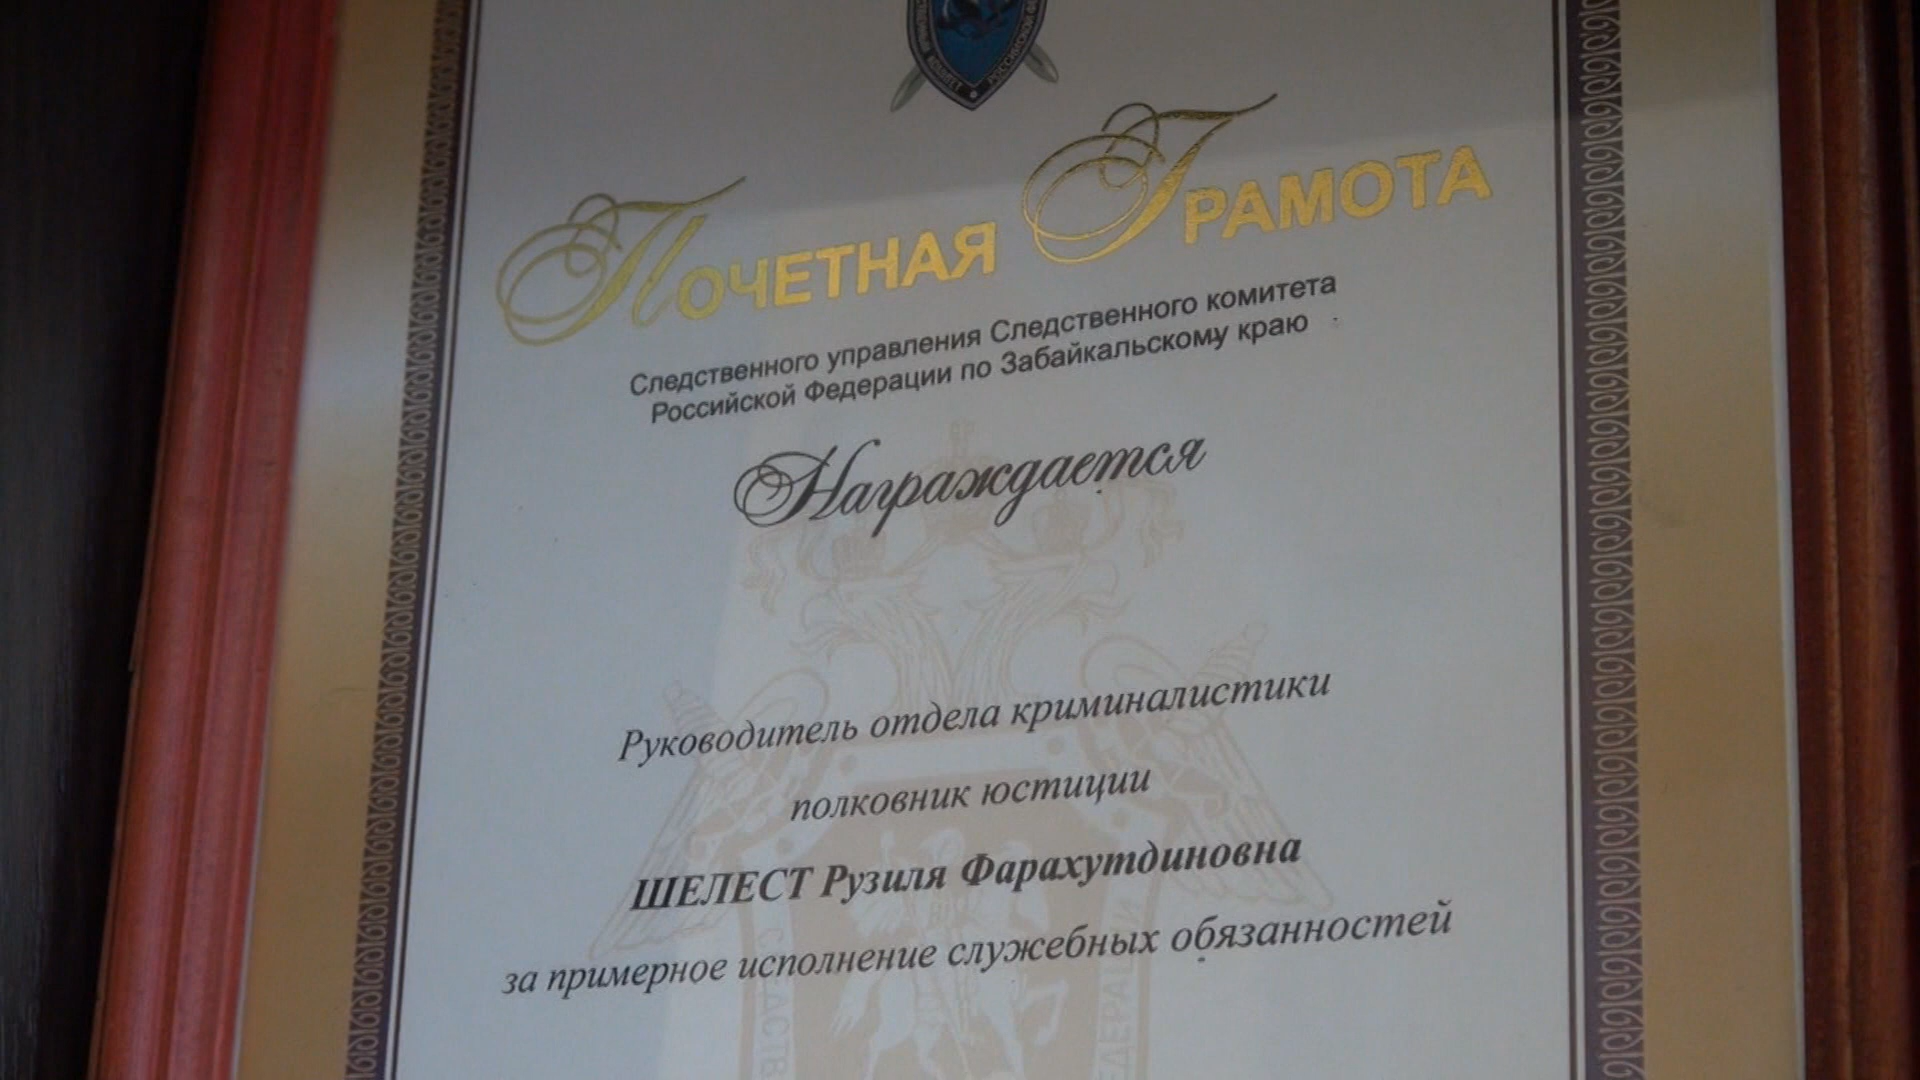 КОМИТЕТ
ПОЧЕТНАЯ ГРАМОТА
Следственного управления Следственного комитета
Российской Федерации по Забайкальскому краю
Награждается
Руководитель отдела криминалистики
полковник юстиции
ШЕЛЕСТ Рузиля Фарахутдиновна
за примерное исполнение служебных обязанностей